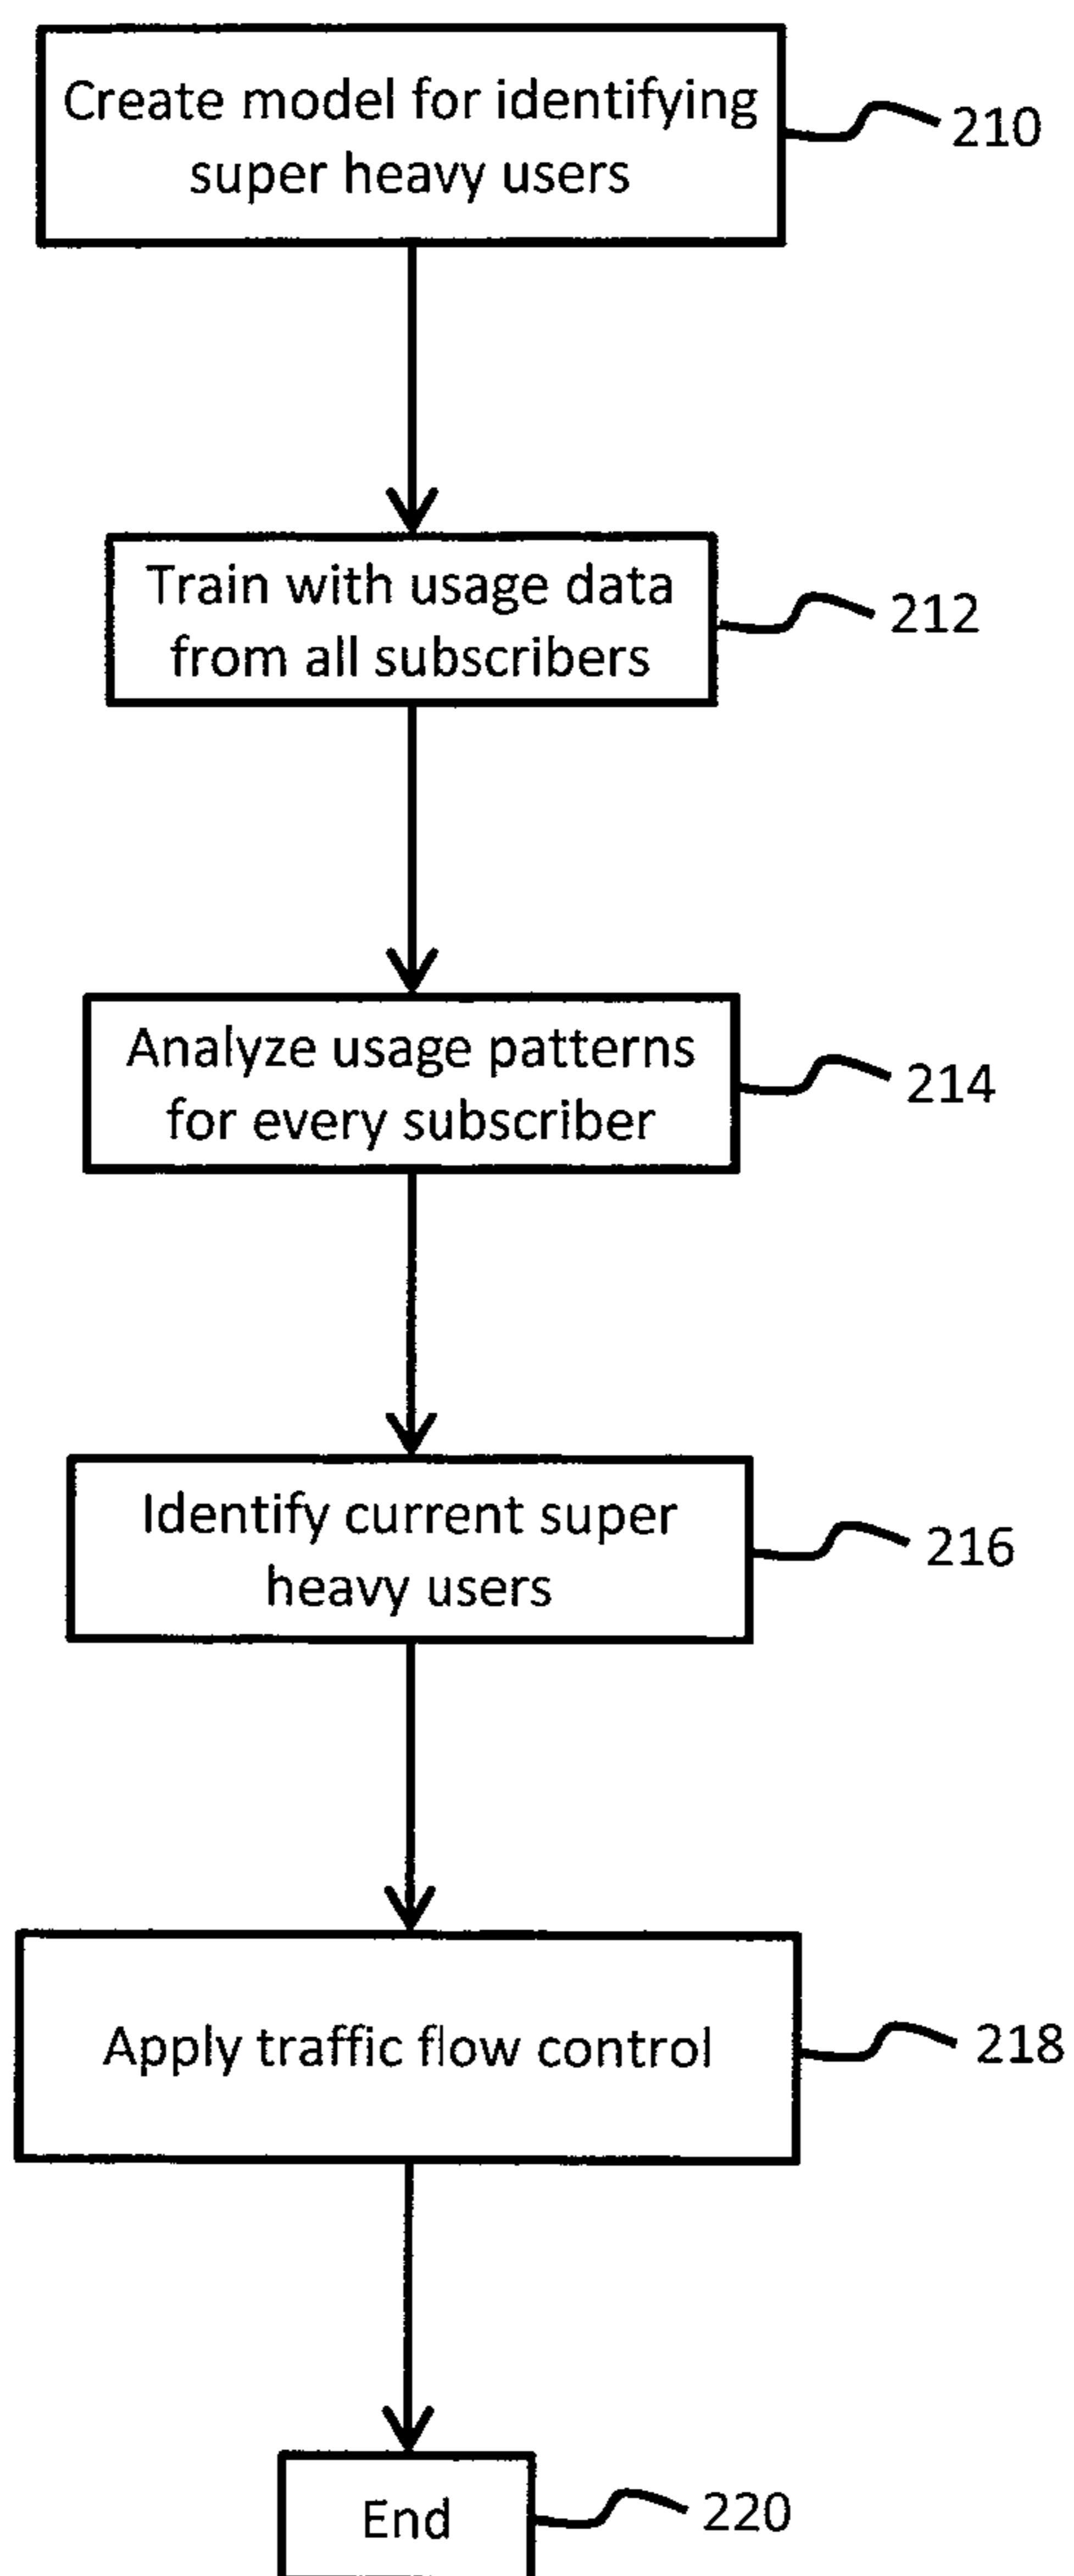 Create model for identifying
super heavy users
210
Train with usage data
from all subscribers
212
Analyze usage patterns
for every subscriber
214
Identify current super
heavy users
216
Apply traffic flow control
218
End
220